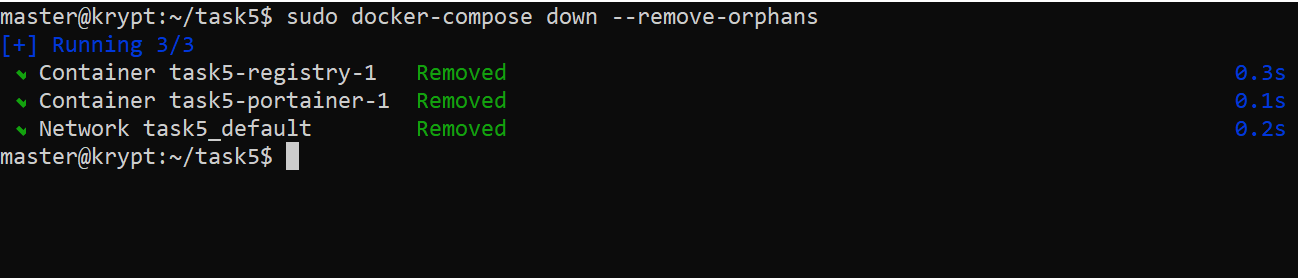 master@krypt:~/task5$ sudo docker-compose down --remove-orphans
[+] Running 3/3
✔ Container task5-registry-1 Removed 0.3s
✔ Container task5-portainer-1 Removed 0.1s
✔ Network task5_default Removed 0.2s
master@krypt:~/task5$